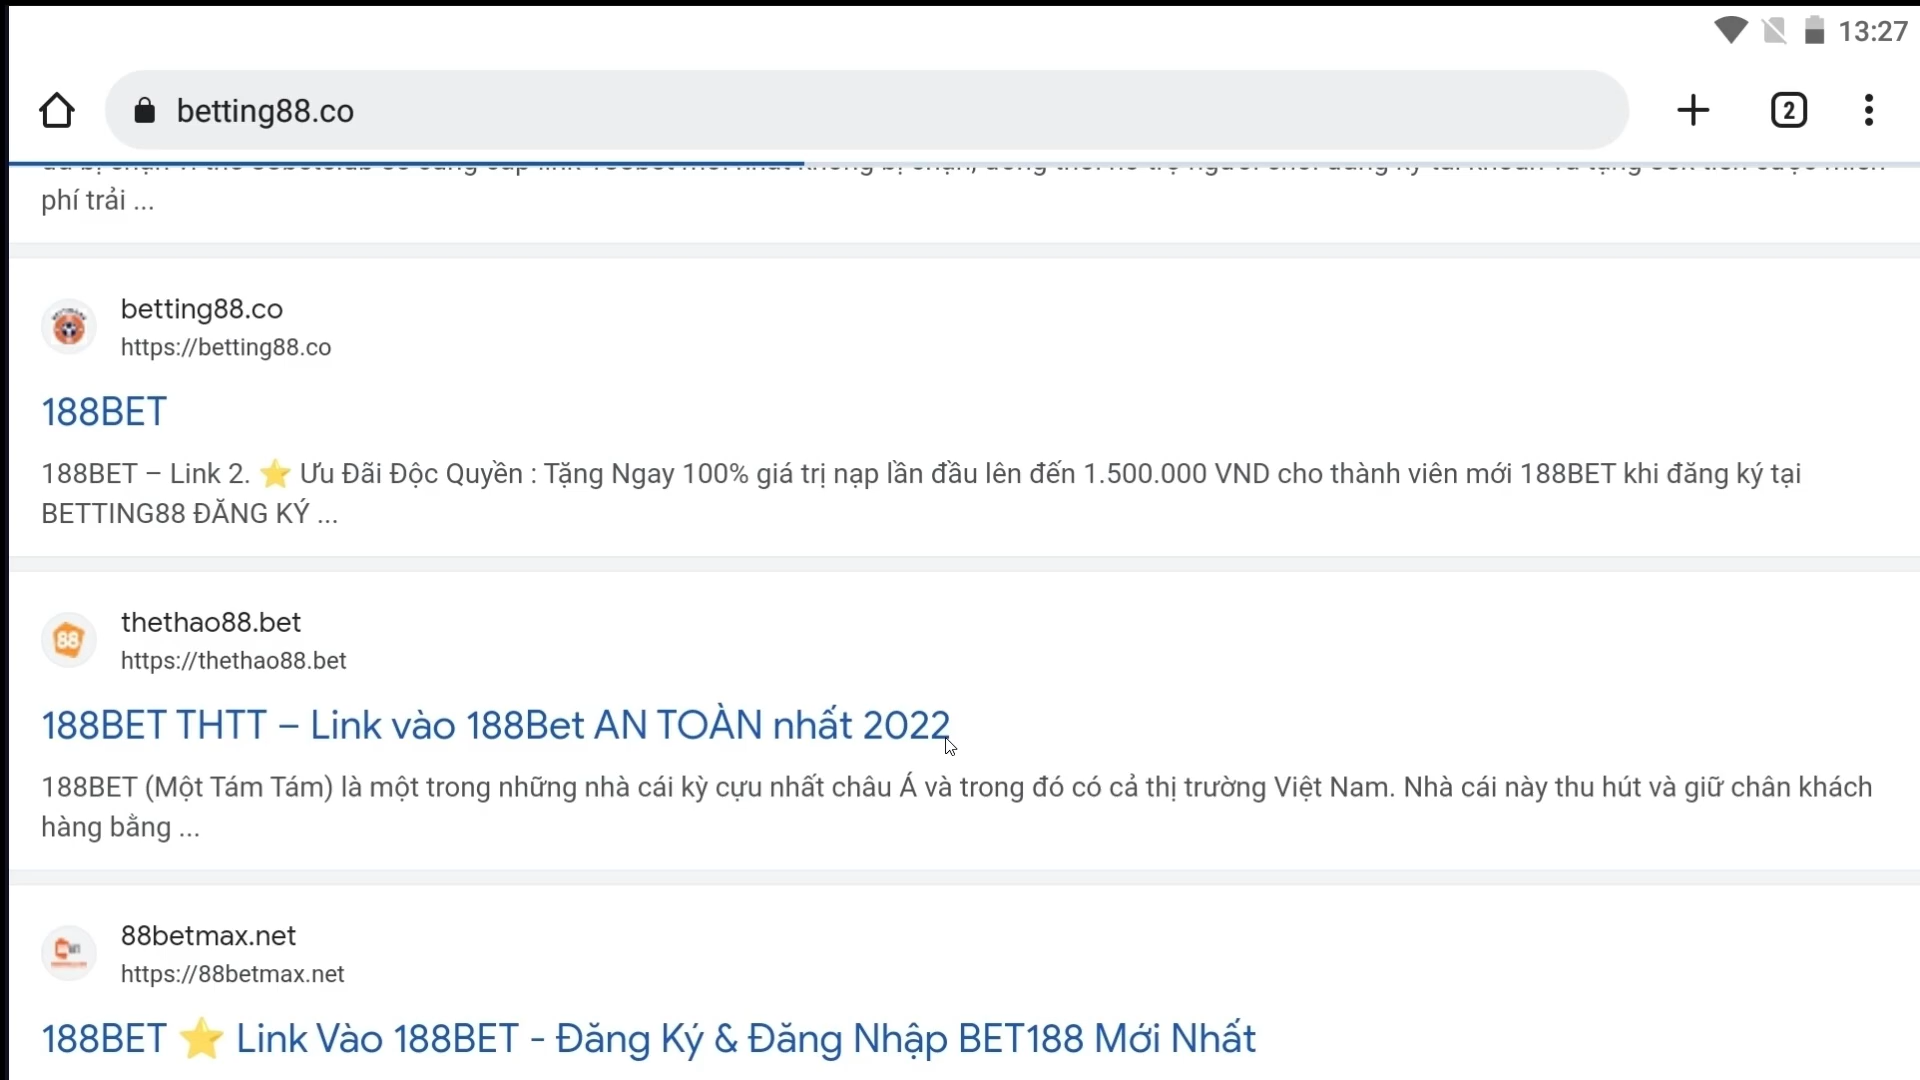 13:27
betting88.co
2
phí trải ...
betting88.co
https://betting88.co
188BET
188BET – Link 2. ⭐ Ưu Đãi Độc Quyền : Tặng Ngay 100% giá trị nạp lần đầu lên đến 1.500.000 VND cho thành viên mới 188BET khi đăng ký tại
BETTING88 ĐĂNG KÝ ...
88
thethao88.bet
https://thethao88.bet
188BET THTT – Link vào 188Bet AN TOÀN nhất 2022
188BET (Một Tám Tám) là một trong những nhà cái kỳ cựu nhất châu Á và trong đó có cả thị trường Việt Nam. Nhà cái này thu hút và giữ chân khách
hàng bằng ...
88betmax.net
https://88betmax.net
188BET ⭐ Link Vào 188BET - Đăng Ký & Đăng Nhập BET188 Mới Nhất